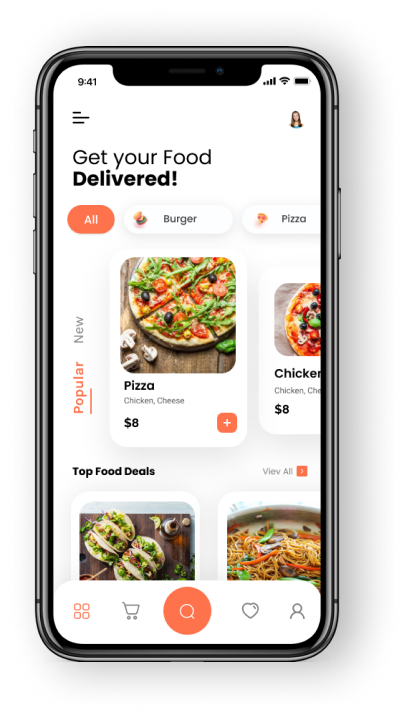 9:41
Get your Food
Delivered!
All
Burger
Pizza
New
Popular
Pizza
Chicken, Cheese
$8
Chicken
Chicken, Che
$8
Top Food Deals
Viev All